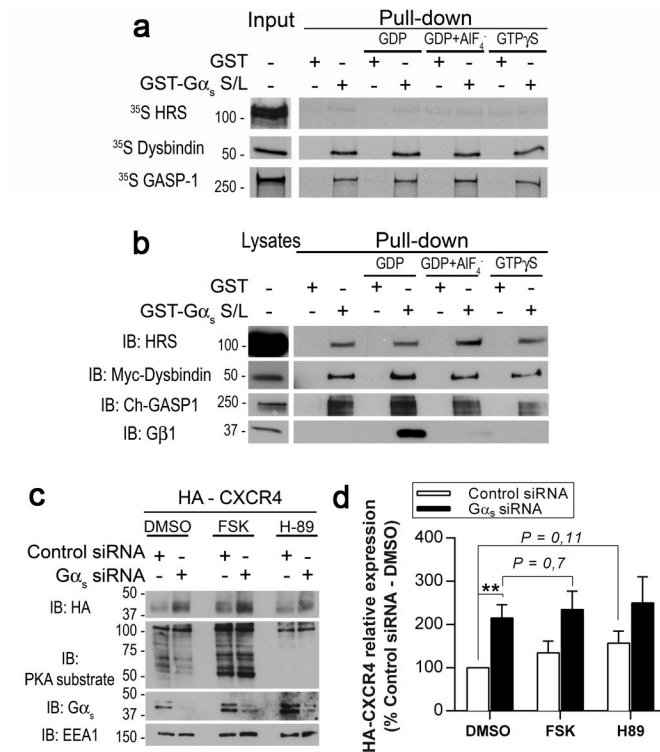 a
Input Pull-down
GDP GDP+AlF4- GTPγS
GST - + - + - + - + -
GST-Gαs S/L - - + - + - + - +
35S HRS 100 -
35S Dysbindin 50 -
35S GASP-1 250 -
b
Lysates Pull-down
GDP GDP+AlF4- GTPγS
GST - + - + - + - + -
GST-Gαs S/L - - + - + - + - +
IB: HRS 100 -
IB: Myc-Dysbindin 50 -
IB: Ch-GASP1 250 -
IB: Gβ1 37 -
c
HA - CXCR4
DMSO FSK H-89
Control siRNA + - + - + -
Gαs siRNA - + - + - +
IB: HA 50 - 37 -
IB: PKA substrate 100 - 75 - 50 - 37 -
IB: Gαs 50 - 37 -
IB: EEA1 150 -
d
Control siRNA
Gαs siRNA
HA-CXCR4 relative expression
(% Control siRNA - DMSO)
400
300
200
100
0
P = 0,11
P = 0,7
**
DMSO FSK H89